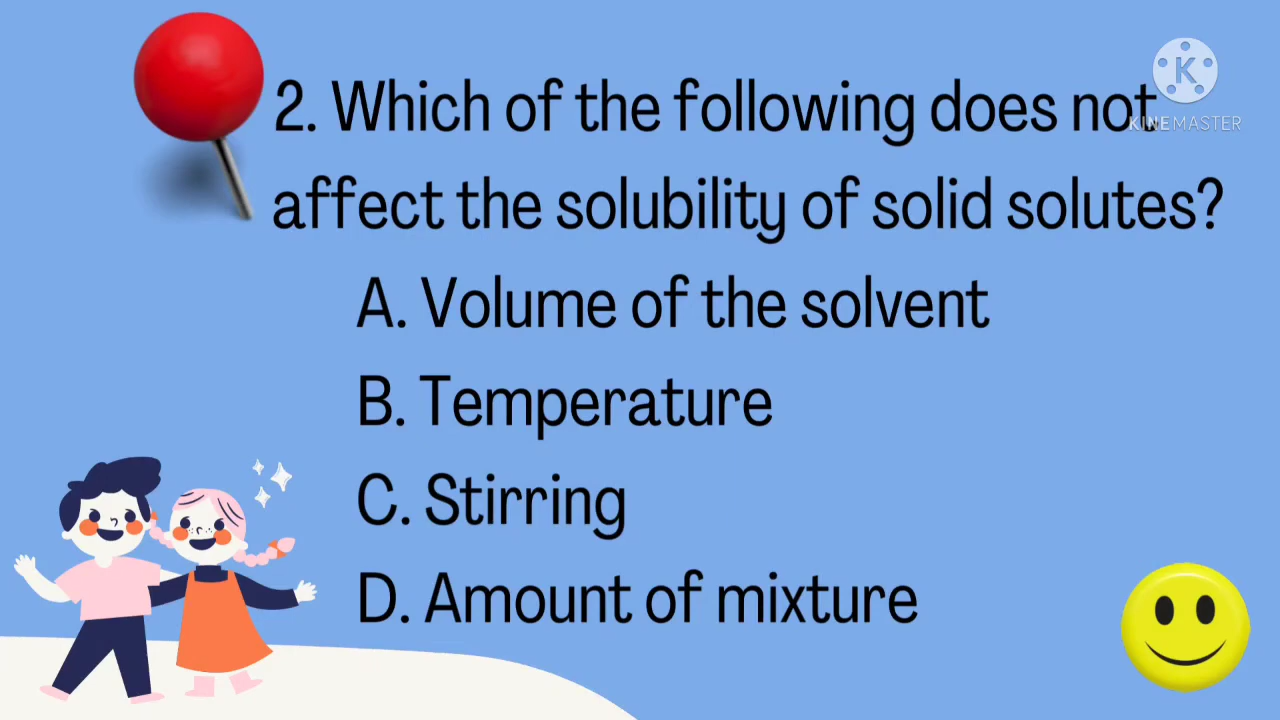 K
KINEMASTER
2. Which of the following does not
affect the solubility of solid solutes?
A. Volume of the solvent
B. Temperature
C. Stirring
D. Amount of mixture